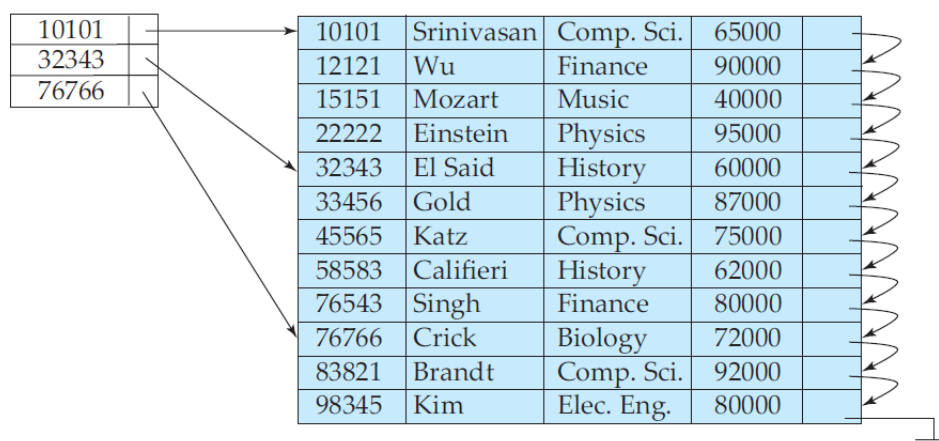 10101
32343
76766
10101 Srinivasan Comp. Sci. 65000
12121 Wu Finance 90000
15151 Mozart Music 40000
22222 Einstein Physics 95000
32343 El Said History 60000
33456 Gold Physics 87000
45565 Katz Comp. Sci. 75000
58583 Califieri History 62000
76543 Singh Finance 80000
76766 Crick Biology 72000
83821 Brandt Comp. Sci. 92000
98345 Kim Elec. Eng. 80000